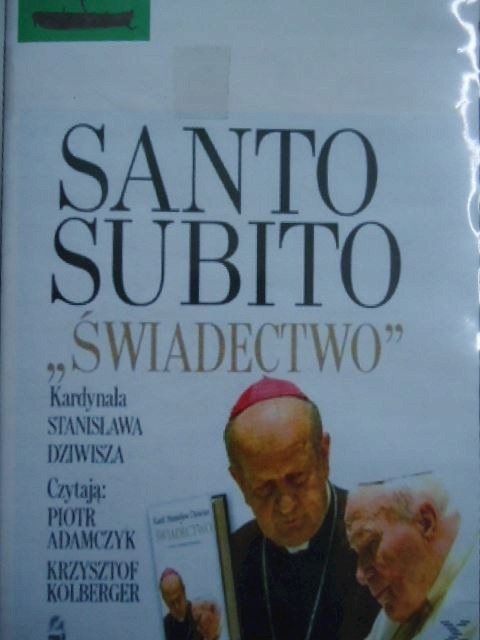 SANTO
SUBITO
„ŚWIADECTWO”
Kardynała
STANISŁAWA
DZIWISZA
Czytają:
PIOTR
ADAMCZYK
KRZYSZTOF
KOLBERGER
ŚWIADECTWO